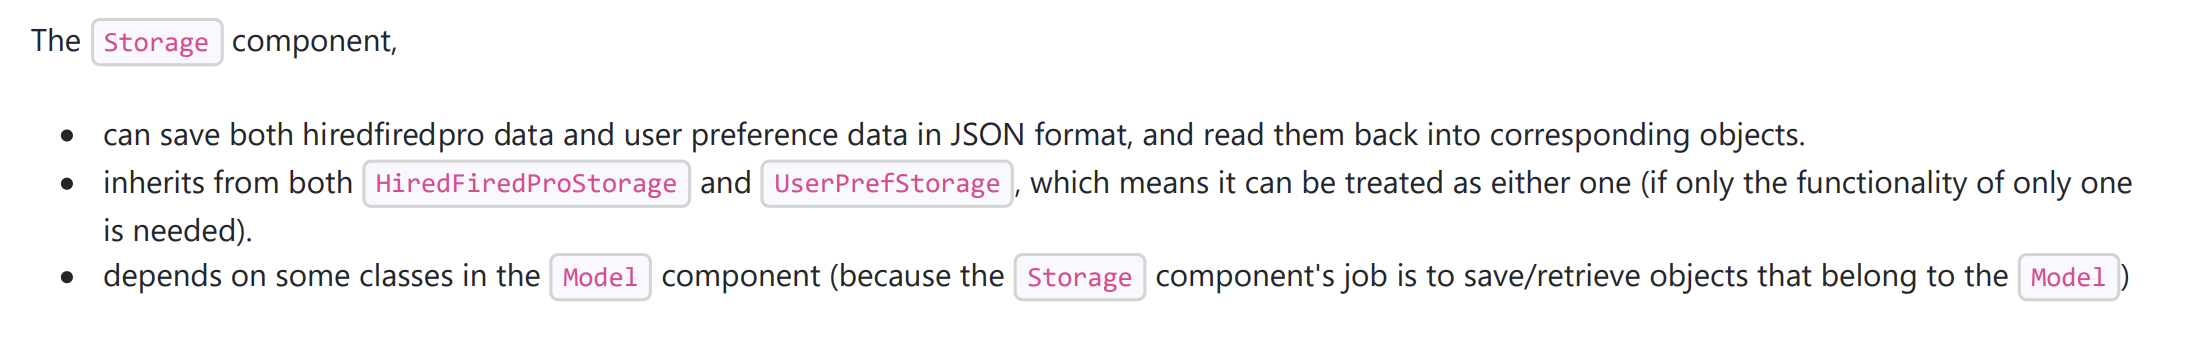 The Storage component,
• can save both hiredfiredpro data and user preference data in JSON format, and read them back into corresponding objects.
• inherits from both HiredFiredProStorage and UserPrefStorage, which means it can be treated as either one (if only the functionality of only one
is needed).
• depends on some classes in the Model component (because the Storage component's job is to save/retrieve objects that belong to the Model)